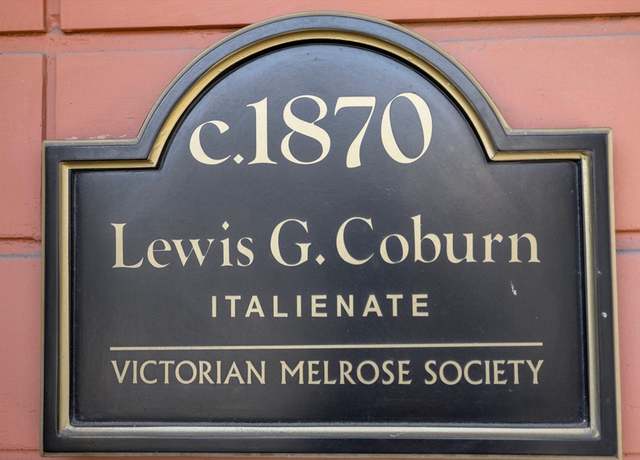 c.1870
Lewis G. Coburn
ITALIENATE
VICTORIAN MELROSE SOCIETY